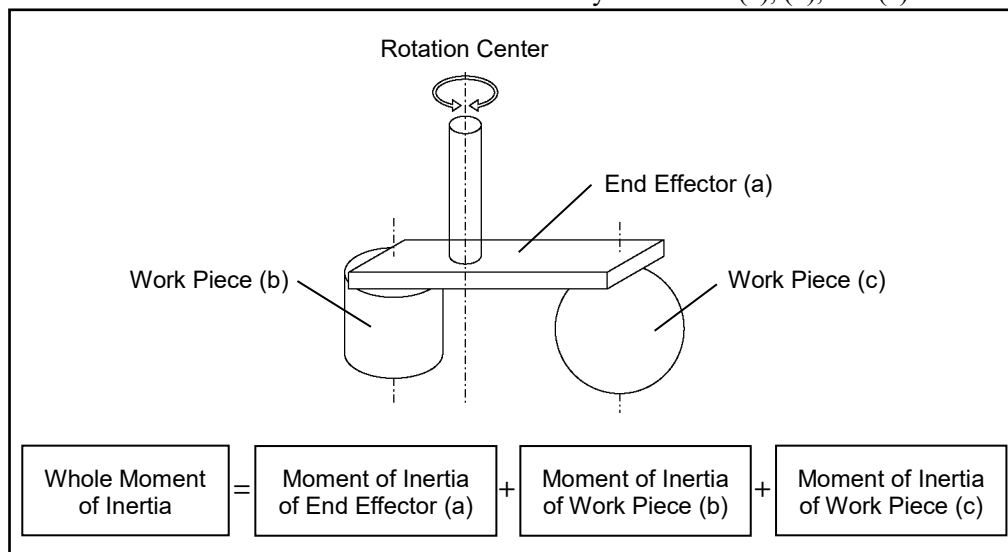 Rotation Center
End Effector (a)
Work Piece (b)
Work Piece (c)
Whole Moment
of Inertia
=
Moment of Inertia
of End Effector (a)
+
Moment of Inertia
of Work Piece (b)
+
Moment of Inertia
of Work Piece (c)